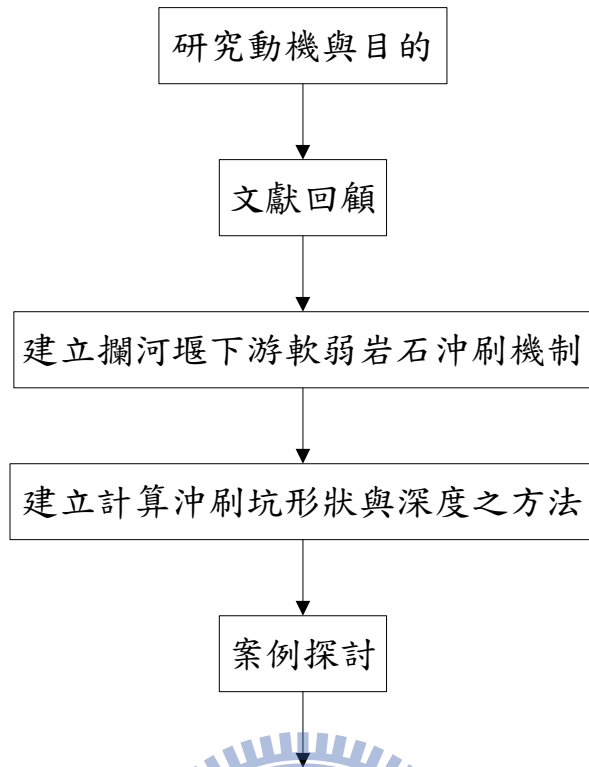 研究動機與目的
文獻回顧
建立攔河堰下游軟弱岩石沖刷機制
建立計算沖刷坑形狀與深度之方法
案例探討